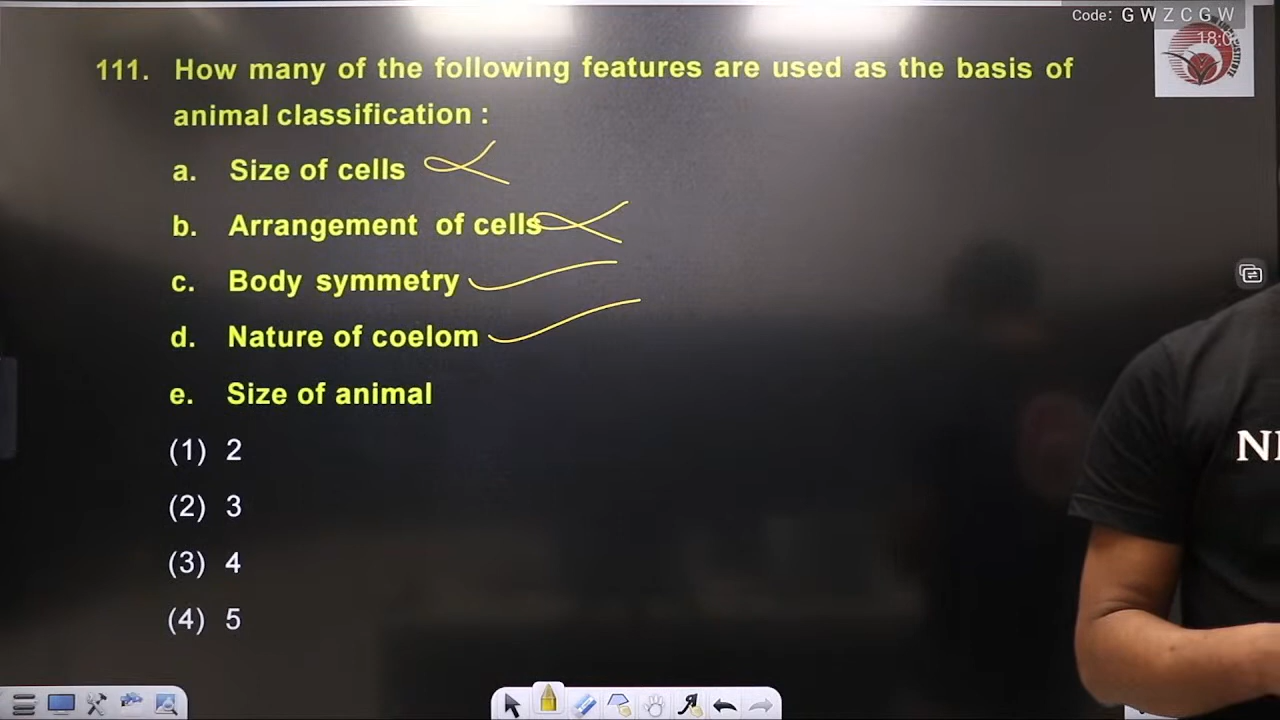 Code: G W Z C G W
111. How many of the following features are used as the basis of
animal classification :
a. Size of cells
b. Arrangement of cells
c. Body symmetry
d. Nature of coelom
e. Size of animal
(1) 2
(2) 3
(3) 4
(4) 5